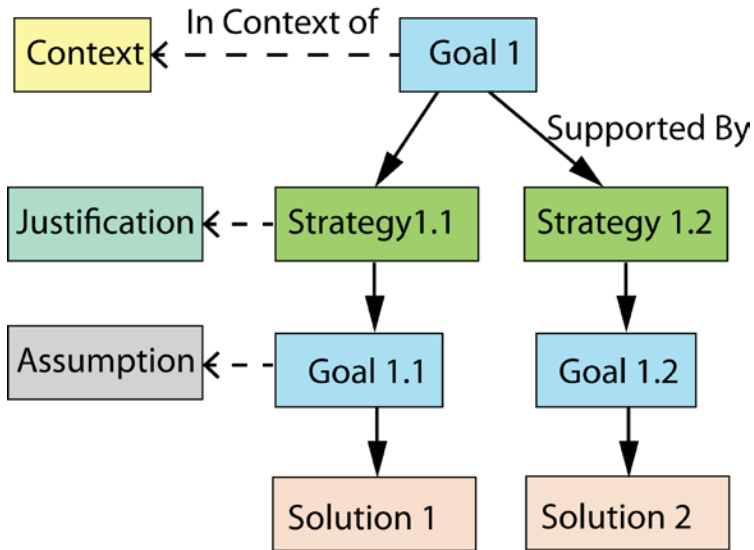 In Context of
Context
Goal 1
Supported By
Justification
Strategy1.1
Strategy 1.2
Assumption
Goal 1.1
Goal 1.2
Solution 1
Solution 2